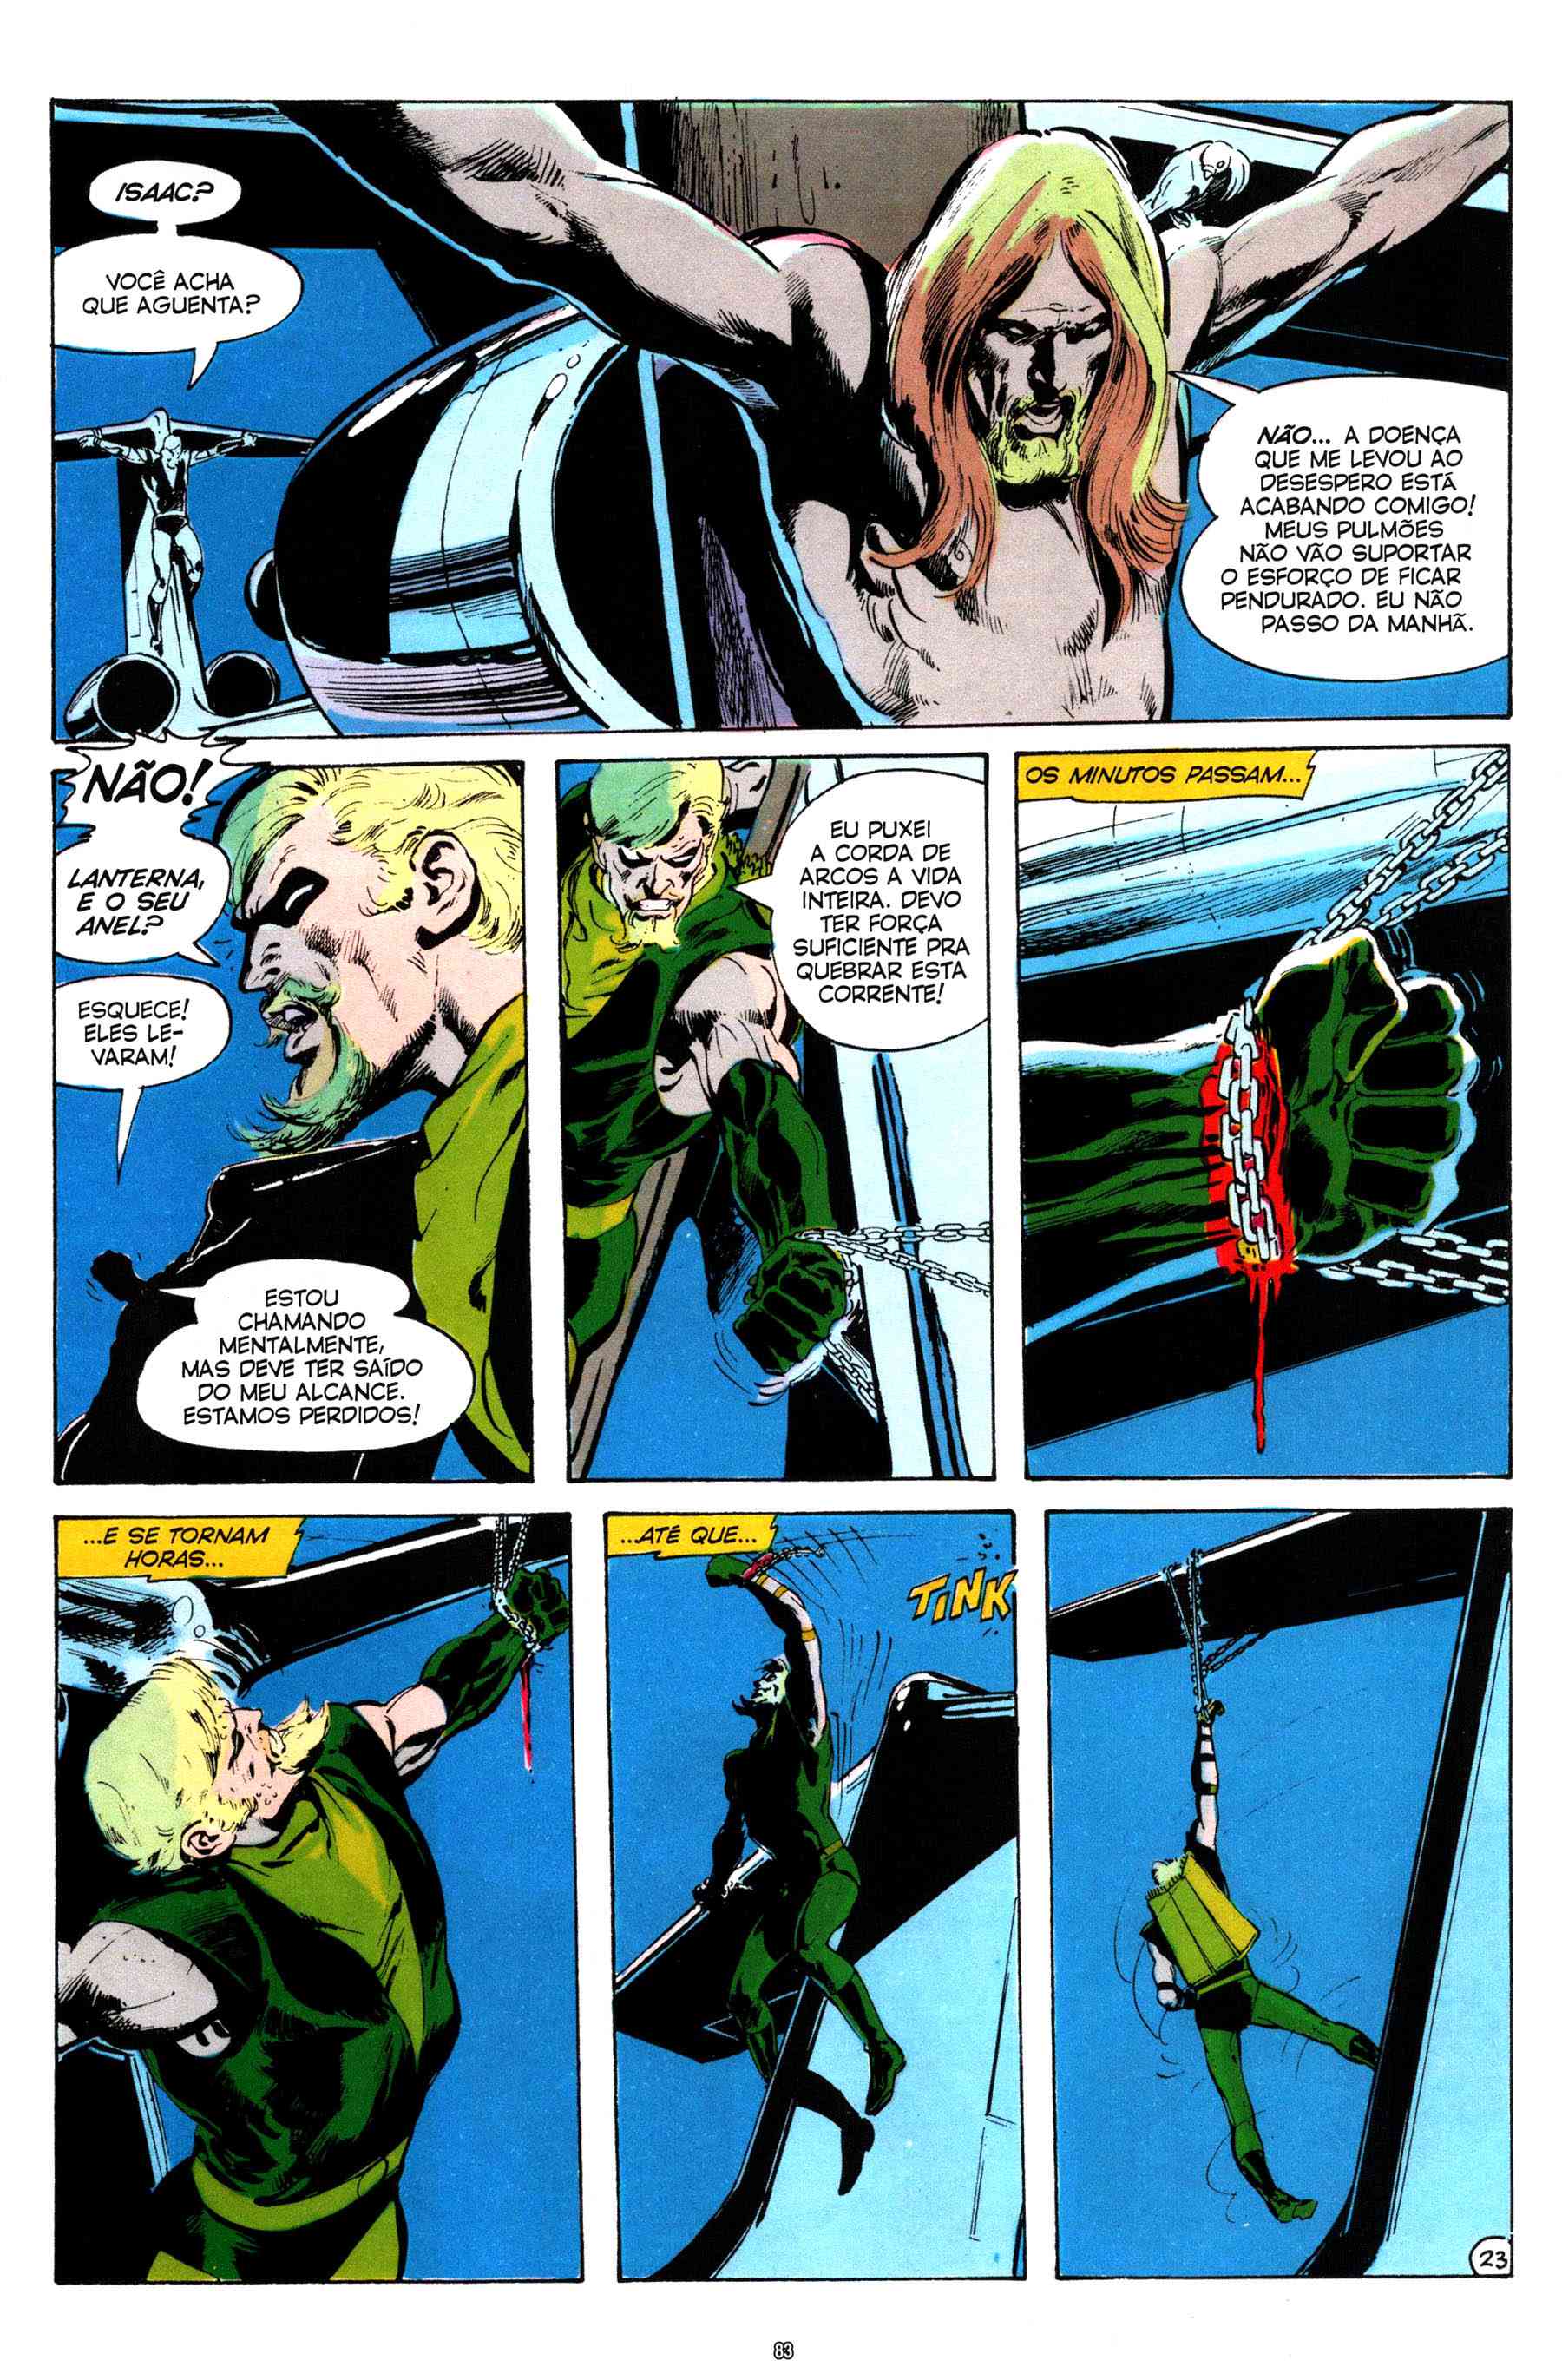 ISAAC?
VOCÊ ACHA
QUE AGUENTA?
NÃO... A DOENÇA
QUE ME LEVOU AO
DESESPERO ESTÁ
ACABANDO COMIGO!
MEUS PULMÕES
NÃO VÃO SUPORTAR
O ESFORÇO DE FICAR
PENDURADO. EU NÃO
PASSO DA MANHÃ.
NÃO!
LANTERNA,
E O SEU
ANEL?
ESQUECE!
ELES LE-
VARAM!
ESTOU
CHAMANDO
MENTALMENTE,
MAS DEVE TER SAÍDO
DO MEU ALCANCE.
ESTAMOS PERDIDOS!
EU PUXEI
A CORDA DE
ARCOS A VIDA
INTEIRA. DEVO
TER FORÇA
SUFICIENTE PRA
QUEBRAR ESTA
CORRENTE!
OS MINUTOS PASSAM...
...E SE TORNAM
HORAS...
...ATÉ QUE...
TINK
23
83